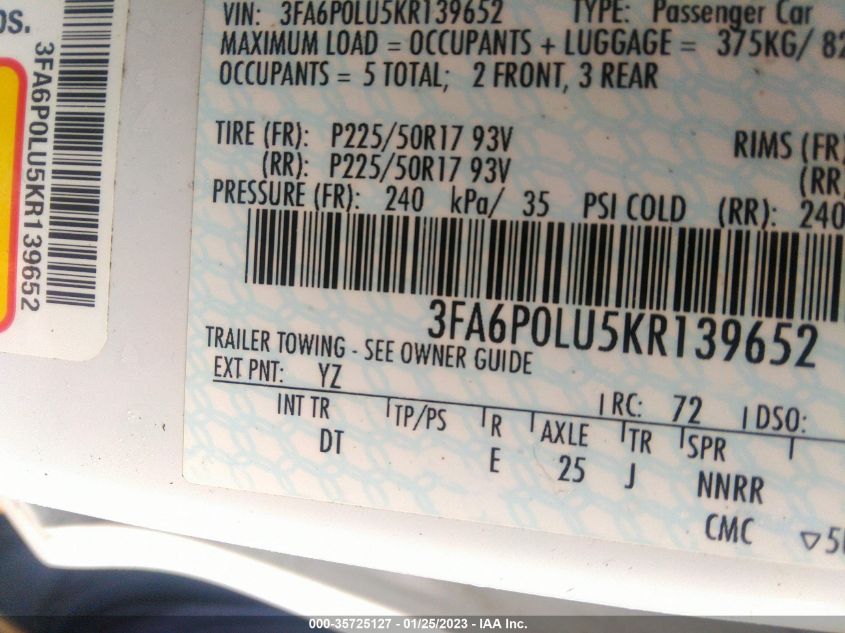 bs.
3FA6P0LU5KR139652
VIN: 3FA6P0LU5KR139652 TYPE: Passenger Car
MAXIMUM LOAD = OCCUPANTS + LUGGAGE = 375KG/ 82
OCCUPANTS = 5 TOTAL; 2 FRONT, 3 REAR
TIRE (FR): P225/50R17 93V RIMS (FR)
(RR): P225/50R17 93V (RR)
PRESSURE (FR): 240 kPa/ 35 PSI COLD (RR): 240
3FA6P0LU5KR139652
TRAILER TOWING - SEE OWNER GUIDE
EXT PNT: YZ RC: 72 DSO:
INT TR TP/PS R AXLE TR SPR
DT E 25 J NNRR
CMC ▽5
000-35725127 - 01/25/2023 - IAA Inc.